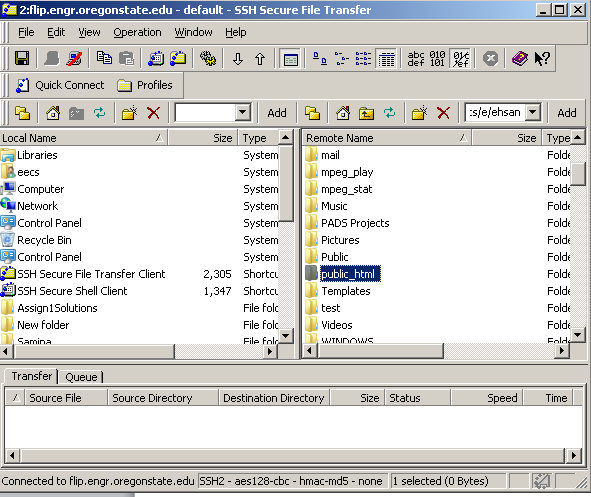 2:flip.engr.oregonstate.edu - default - SSH Secure File Transfer
File Edit View Operation Window Help
abc def 010 101
Quick Connect Profiles
Add :s/e/ehsan Add
Local Name / Size Type
Remote Name / Size Type
Libraries System
eecs System
Computer System
Network System
Control Panel System
Recycle Bin System
Control Panel System
SSH Secure File Transfer Client 2,305 Shortcu
SSH Secure Shell Client 1,347 Shortcu
Assign1Solutions File fold
New folder File fold
Samina File fold
mail Folde
mpeg_play Folde
mpeg_stat Folde
Music Folde
PADS Projects Folde
Pictures Folde
Public Folde
public_html Folde
Templates Folde
test Folde
Videos Folde
WINDOWS Folde
Transfer Queue
/ Source File Source Directory Destination Directory Size Status Speed Time
Connected to flip.engr.oregonstate.edu SSH2 - aes128-cbc - hmac-md5 - none 1 selected (0 Bytes)